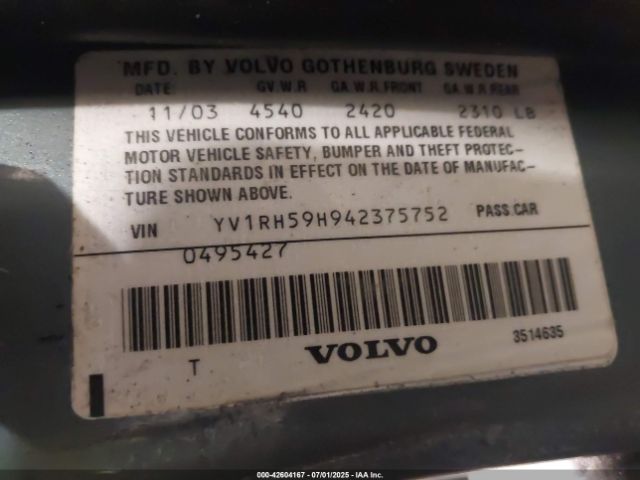 MFD. BY VOLVO GOTHENBURG SWEDEN
DATE GV.W.R GA.W.R.FRONT GA.W.R.REAR
11/03 4540 2420 2310 LB
THIS VEHICLE CONFORMS TO ALL APPLICABLE FEDERAL
MOTOR VEHICLE SAFETY, BUMPER AND THEFT PROTEC-
TION STANDARDS IN EFFECT ON THE DATE OF MANUFAC-
TURE SHOWN ABOVE.
VIN YV1RH59H942375752 PASS.CAR
0495427
T VOLVO 3514635
000-42604167 - 07/01/2025 - IAA Inc.